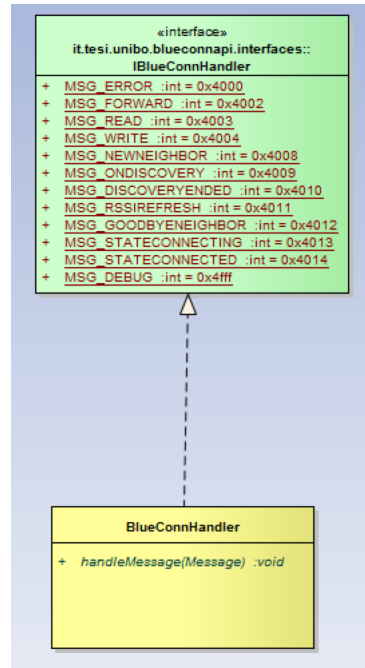 «interface»
it.tesi.unibo.blueconnapi.interfaces::
IBlueConnHandler
+ MSG_ERROR :int = 0x4000
+ MSG_FORWARD :int = 0x4002
+ MSG_READ :int = 0x4003
+ MSG_WRITE :int = 0x4004
+ MSG_NEWNEIGHBOR :int = 0x4008
+ MSG_ONDISCOVERY :int = 0x4009
+ MSG_DISCOVERYENDED :int = 0x4010
+ MSG_RSSIREFRESH :int = 0x4011
+ MSG_GOODBYENEIGHBOR :int = 0x4012
+ MSG_STATECONNECTING :int = 0x4013
+ MSG_STATECONNECTED :int = 0x4014
+ MSG_DEBUG :int = 0x4fff
BlueConnHandler
+ handleMessage(Message) :void